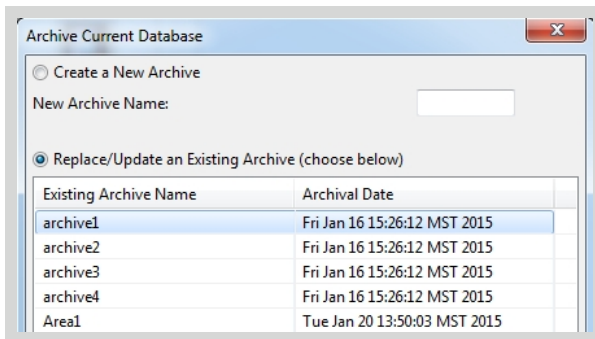 Archive Current Database
Create a New Archive
New Archive Name:
Replace/Update an Existing Archive (choose below)
Existing Archive Name Archival Date
archive1 Fri Jan 16 15:26:12 MST 2015
archive2 Fri Jan 16 15:26:12 MST 2015
archive3 Fri Jan 16 15:26:12 MST 2015
archive4 Fri Jan 16 15:26:12 MST 2015
Area1 Tue Jan 20 13:50:03 MST 2015